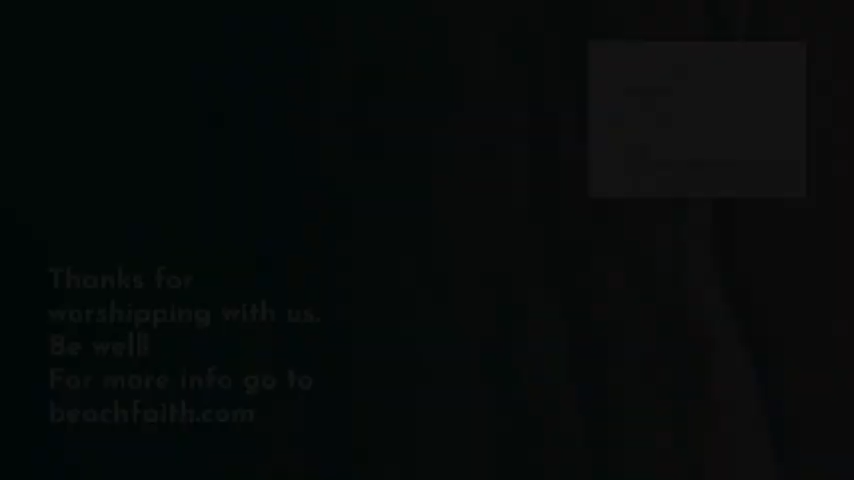 Thanks for
worshipping with us.
Be well!
For more info go to
beachfaith.com